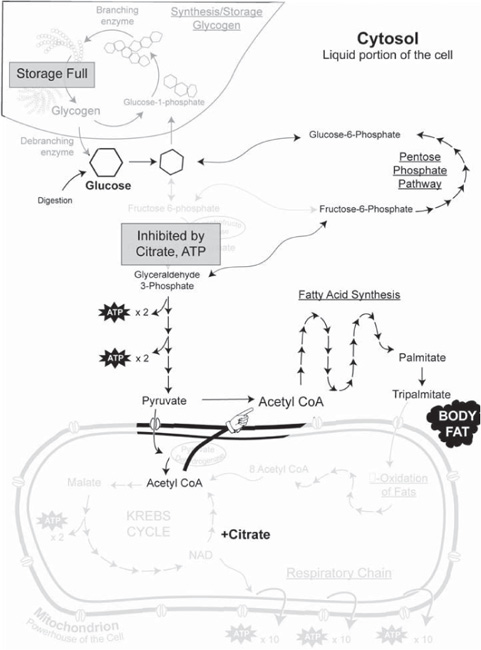 Synthesis/Storage
Glycogen
Branching
enzyme
Storage Full
Glycogen
Glucose-1-phosphate
Debranching
enzyme
Glucose
Digestion
Cytosol
Liquid portion of the cell
Glucose-6-Phosphate
Pentose
Phosphate
Pathway
Fructose 6-phosphate
Fructose-6-Phosphate
Inhibited by
Citrate, ATP
Glyceraldehyde
3-Phosphate
ATP x 2
ATP x 2
Fatty Acid Synthesis
Palmitate
Tripalmitate
Pyruvate
Acetyl CoA
BODY
FAT
Acetyl CoA
8 Acetyl CoA
-Oxidation
of Fats
Malate
ATP
x 2
KREBS
CYCLE
+Citrate
NAD
Respiratory Chain
Mitochondrion
Powerhouse of the Cell
ATP x 10
ATP x 10
ATP x 10